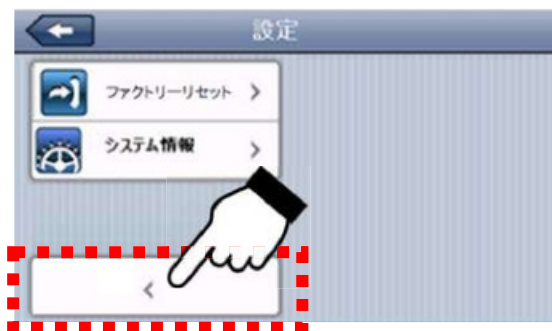 設定
ファクトリーリセット
システム情報